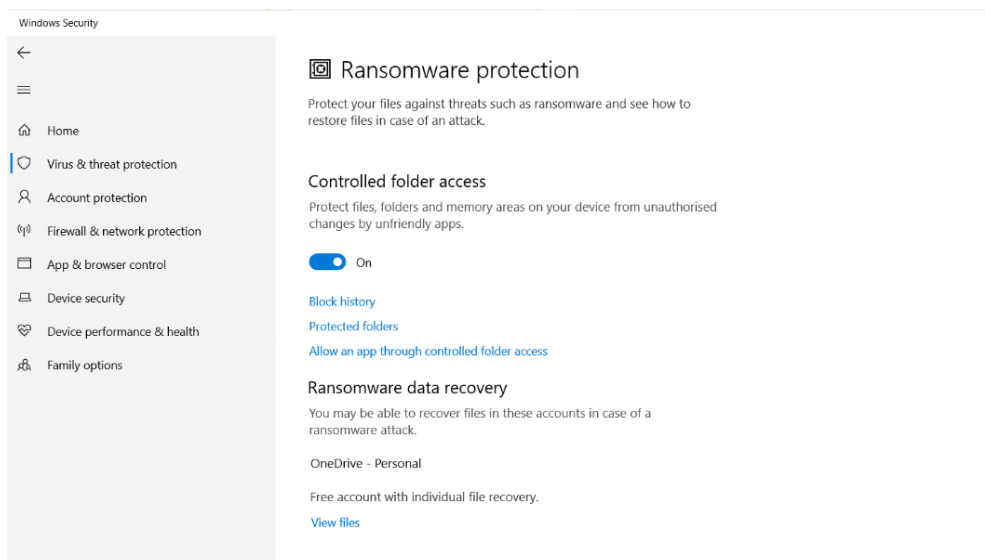 Windows Security
Home
Virus & threat protection
Account protection
Firewall & network protection
App & browser control
Device security
Device performance & health
Family options
Ransomware protection
Protect your files against threats such as ransomware and see how to
restore files in case of an attack.
Controlled folder access
Protect files, folders and memory areas on your device from unauthorised
changes by unfriendly apps.
On
Block history
Protected folders
Allow an app through controlled folder access
Ransomware data recovery
You may be able to recover files in these accounts in case of a
ransomware attack.
OneDrive - Personal
Free account with individual file recovery.
View files